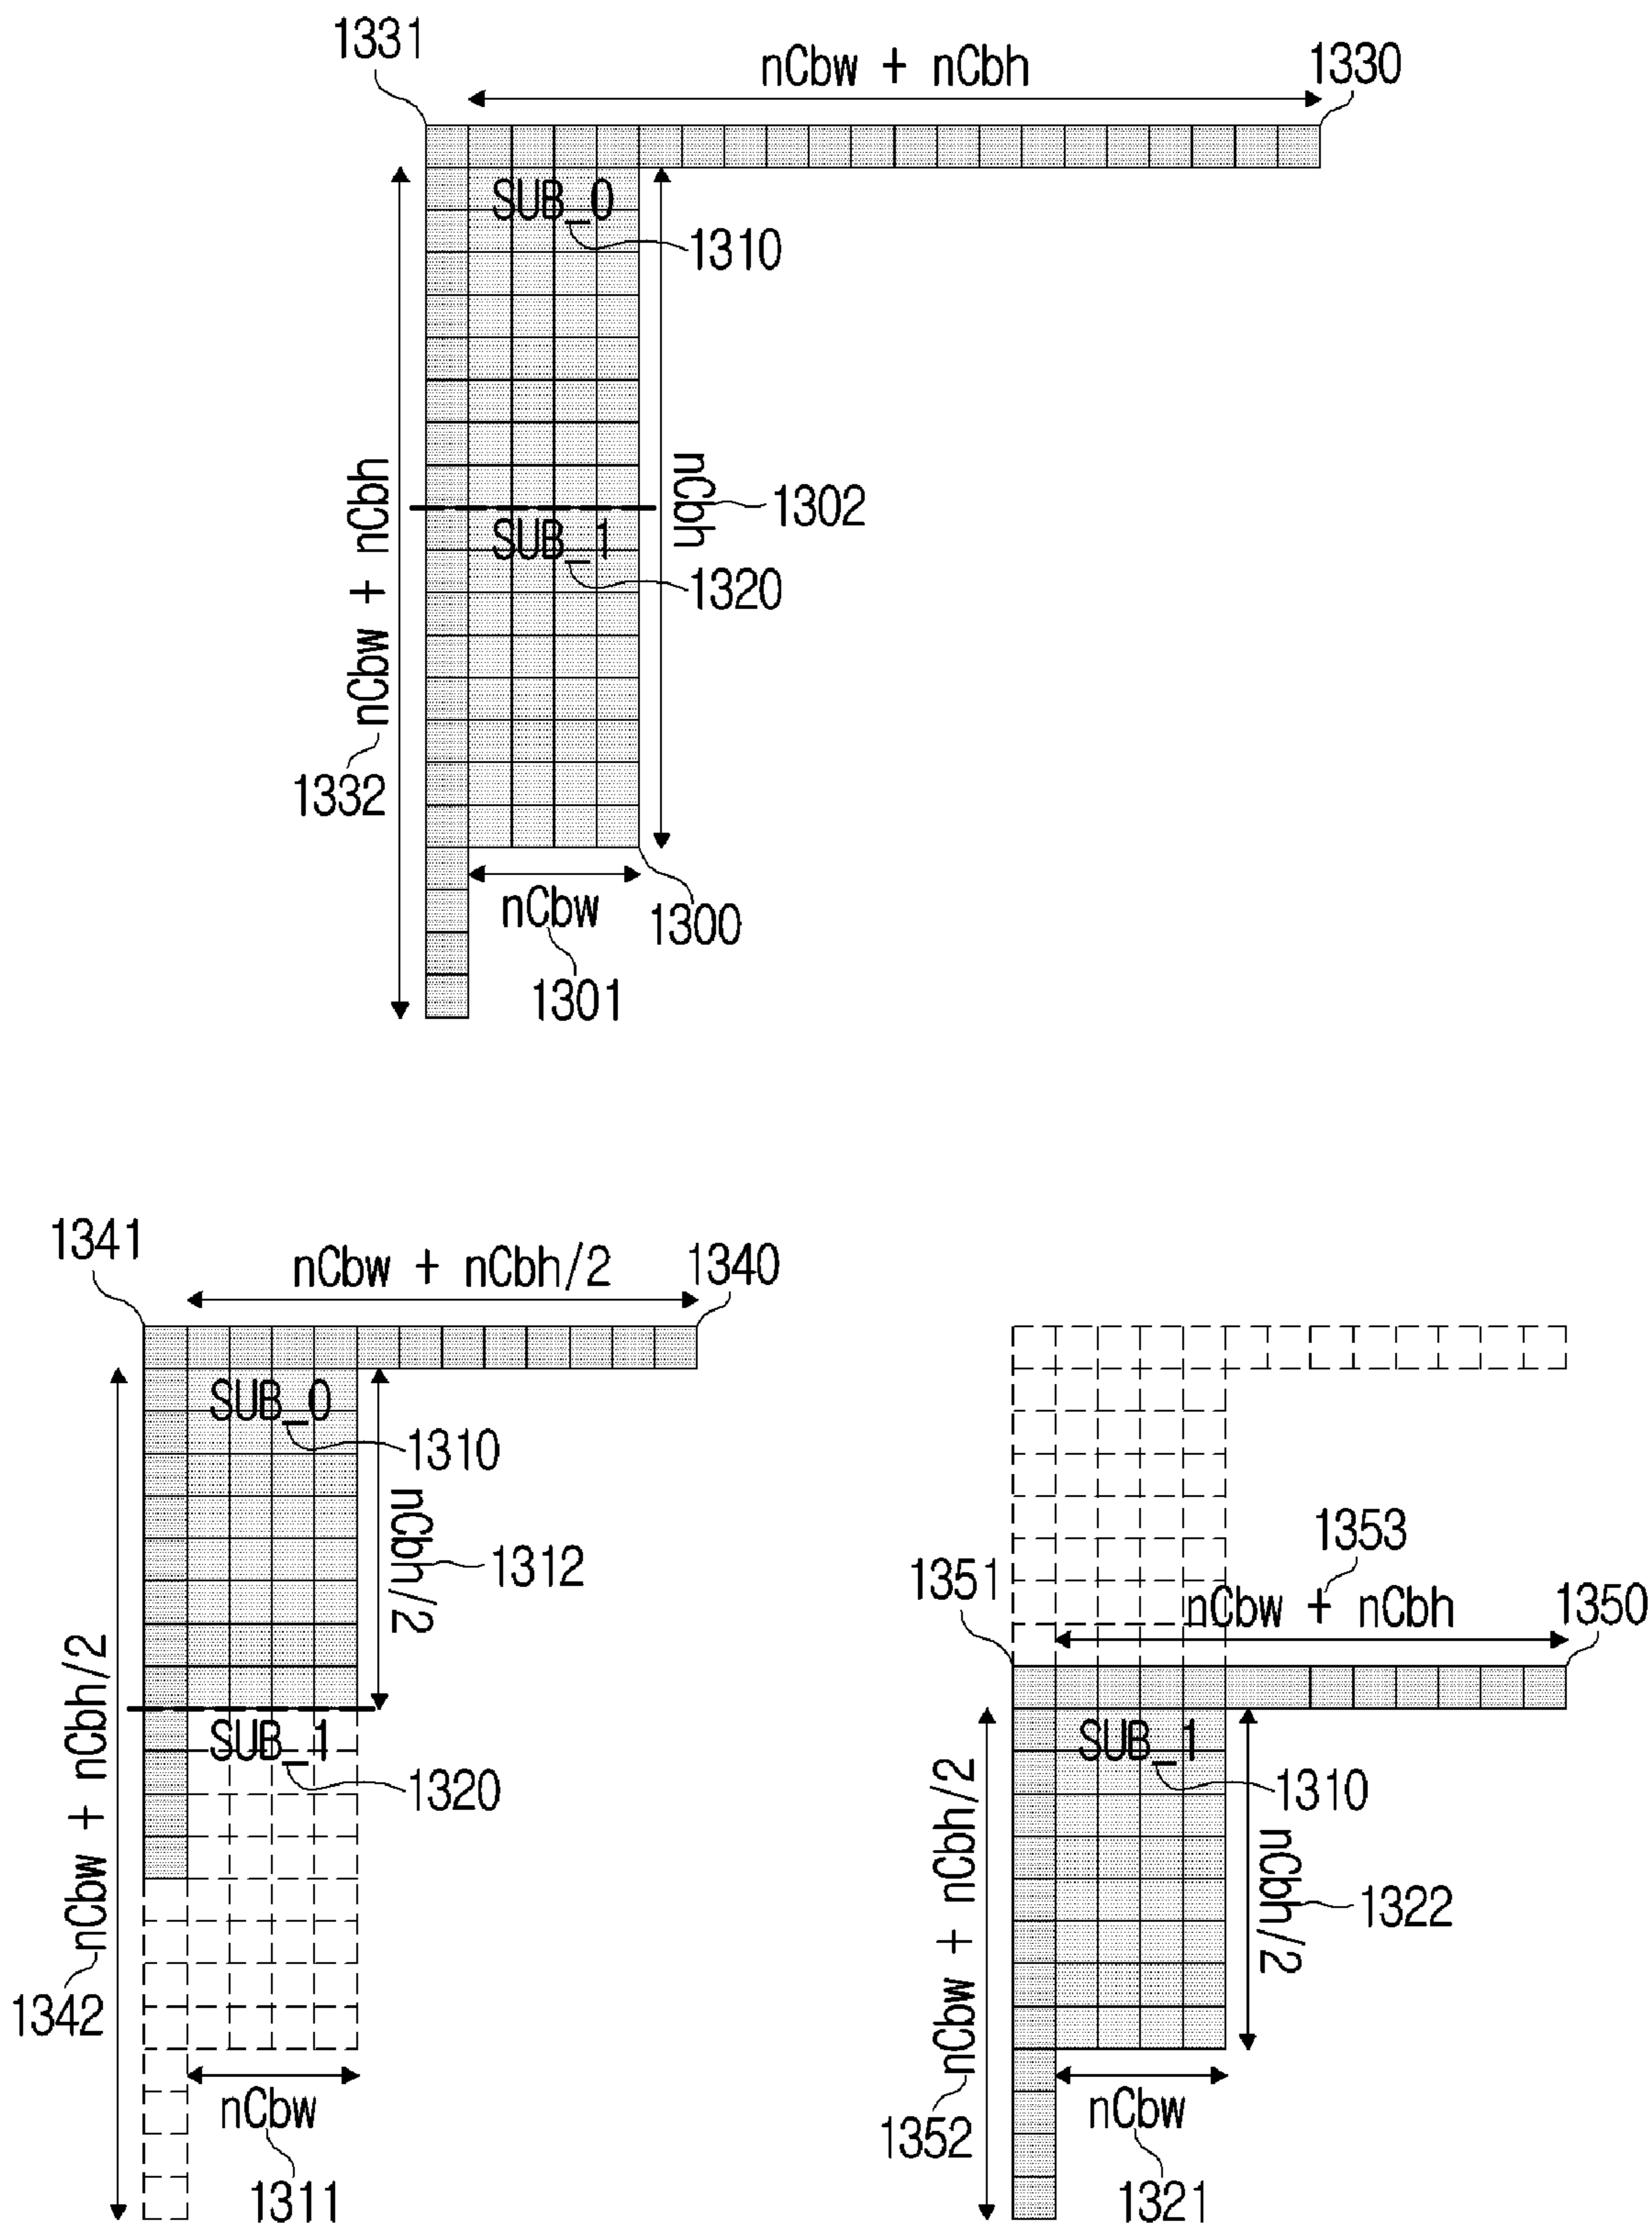 1331
nCbw + nCbh
1330
SUB_0
1310
nCbh
1302
SUB_1
1320
nCbw + nCbh
1332
nCbw
1300
1301
1341
nCbw + nCbh/2
1340
SUB_0
1310
nCbh/2
1312
SUB_1
1320
nCbw + nCbh/2
1342
nCbw
1311
1353
1351
nCbw + nCbh
1350
SUB_1
1310
nCbh/2
1322
nCbw + nCbh/2
1352
nCbw
1321